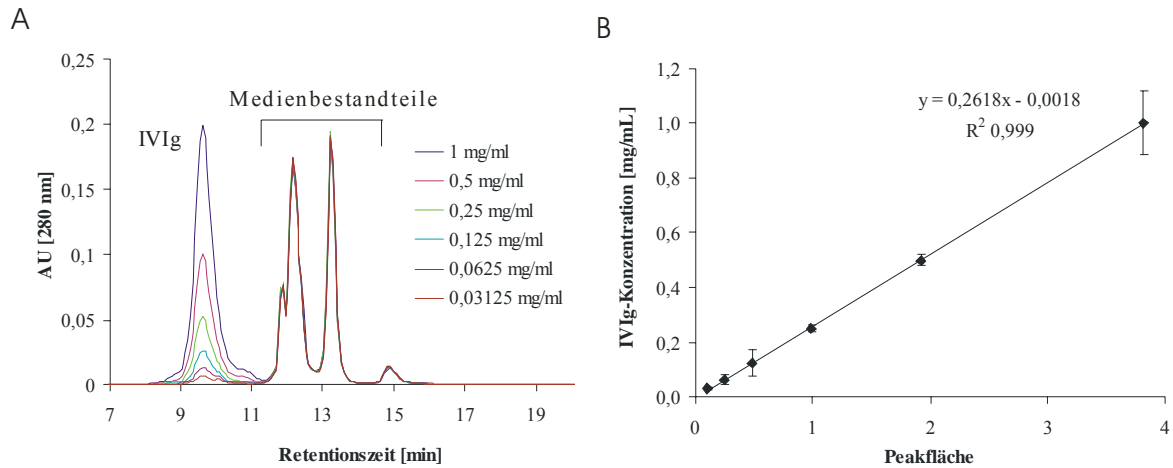 A
0,25
0,2
0,15
0,1
0,05
0
AU [280 nm]
IVIg
Medienbestandteile
1 mg/ml
0,5 mg/ml
0,25 mg/ml
0,125 mg/ml
0,0625 mg/ml
0,03125 mg/ml
7 9 11 13 15 17 19
Retentionszeit [min]
B
1,2
1,0
0,8
0,6
0,4
0,2
0,0
IVIg-Konzentration [mg/mL]
y = 0,2618x - 0,0018
R² 0,999
0 1 2 3 4
Peakfläche